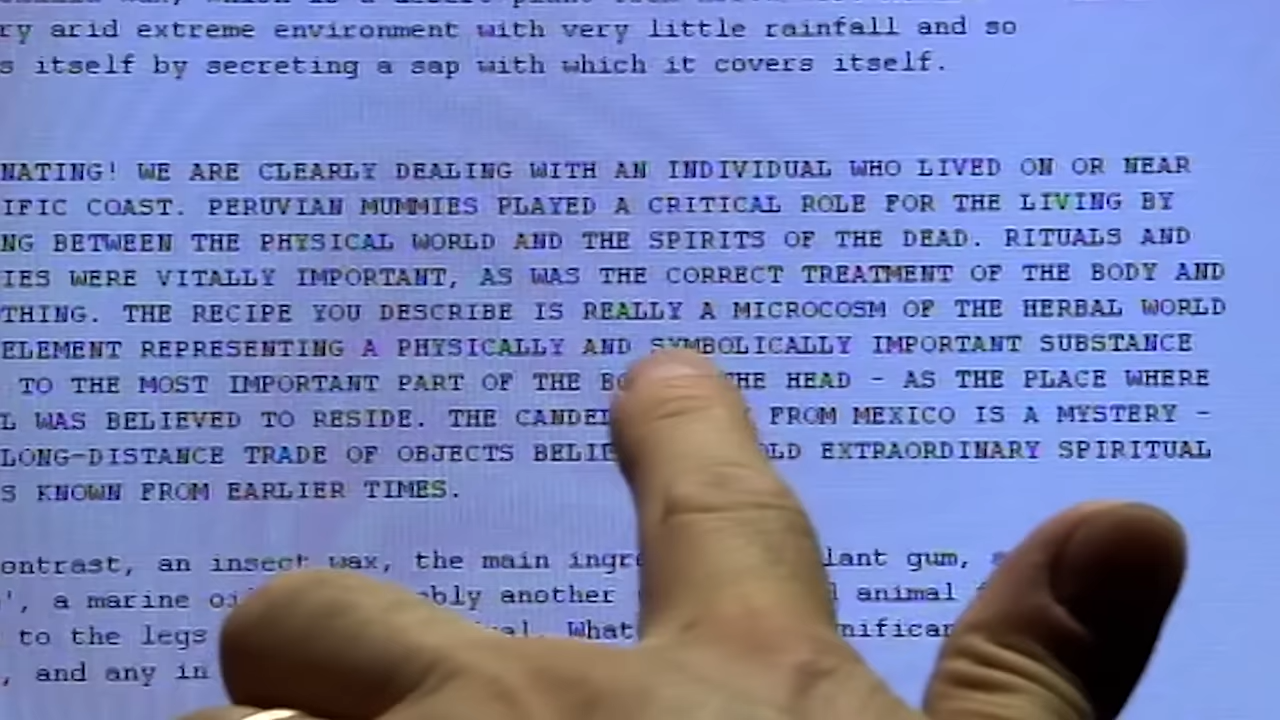 ry arid extreme environment with very little rainfall and so
s itself by secreting a sap with which it covers itself.
NATING! WE ARE CLEARLY DEALING WITH AN INDIVIDUAL WHO LIVED ON OR NEAR
IFIC COAST. PERUVIAN MUMMIES PLAYED A CRITICAL ROLE FOR THE LIVING BY
NG BETWEEN THE PHYSICAL WORLD AND THE SPIRITS OF THE DEAD. RITUALS AND
IES WERE VITALLY IMPORTANT, AS WAS THE CORRECT TREATMENT OF THE BODY AND
THING. THE RECIPE YOU DESCRIBE IS REALLY A MICROCOSM OF THE HERBAL WORLD
ELEMENT REPRESENTING A PHYSICALLY AND SYMBOLICALLY IMPORTANT SUBSTANCE
TO THE MOST IMPORTANT PART OF THE THE HEAD - AS THE PLACE WHERE
L WAS BELIEVED TO RESIDE. THE CANDEL FROM MEXICO IS A MYSTERY -
LONG-DISTANCE TRADE OF OBJECTS BELIE OLD EXTRAORDINARY SPIRITUAL
S KNOWN FROM EARLIER TIMES.
ontrast, an insect wax, the main ingre lant gum,
', a marine oi bly another animal
to the legs What nifican
, and any in